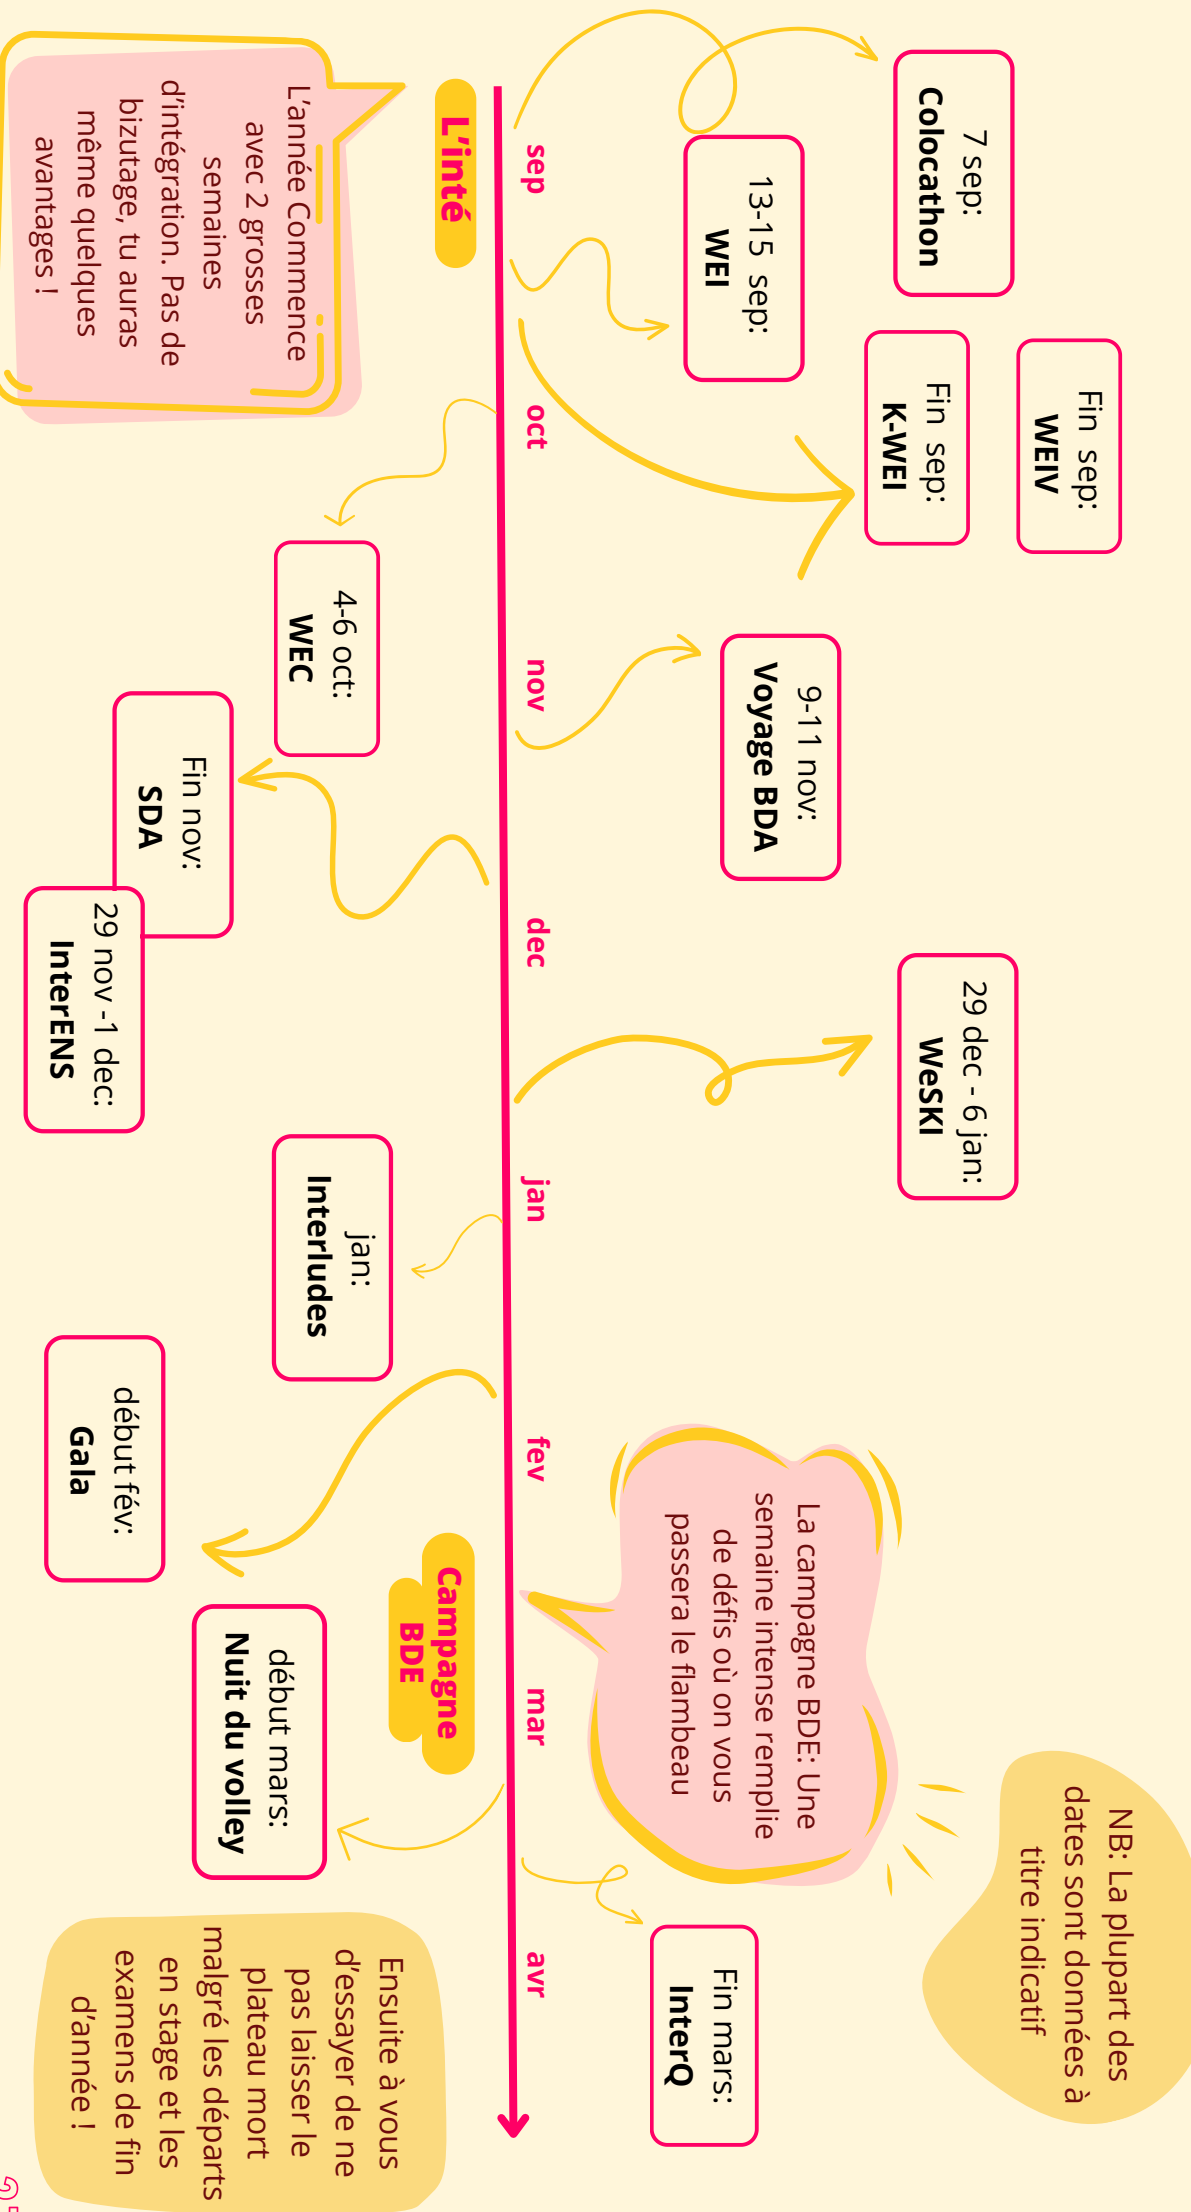 7 sep:
Colocathon
13-15 sep:
WEI
Fin sep:
WEIV
Fin sep:
K-WEI
9-11 nov:
Voyage BDA
29 dec - 6 jan:
WeSKI
La campagne BDE: Une
semaine intense remplie
de défis où on vous
passera le flambeau
NB: La plupart des
dates sont données à
titre indicatif
Fin mars:
InterQ
sep
oct
nov
dec
jan
fev
mar
avr
L'inté
L'année Commence
avec 2 grosses
semaines
d'intégration. Pas de
bizutage, tu auras
même quelques
avantages !
4-6 oct:
WEC
Fin nov:
SDA
29 nov -1 dec:
InterENS
jan:
Interludes
début fév:
Gala
Campagne
BDE
début mars:
Nuit du volley
Ensuite à vous
d'essayer de ne
pas laisser le
plateau mort
malgré les départs
en stage et les
examens de fin
d'année !